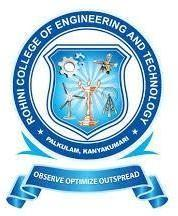 ROHINI COLLEGE OF ENGINEERING AND TECHNOLOGY
PALKULAM, KANYAKUMARI
OBSERVE OPTIMIZE OUTSPREAD